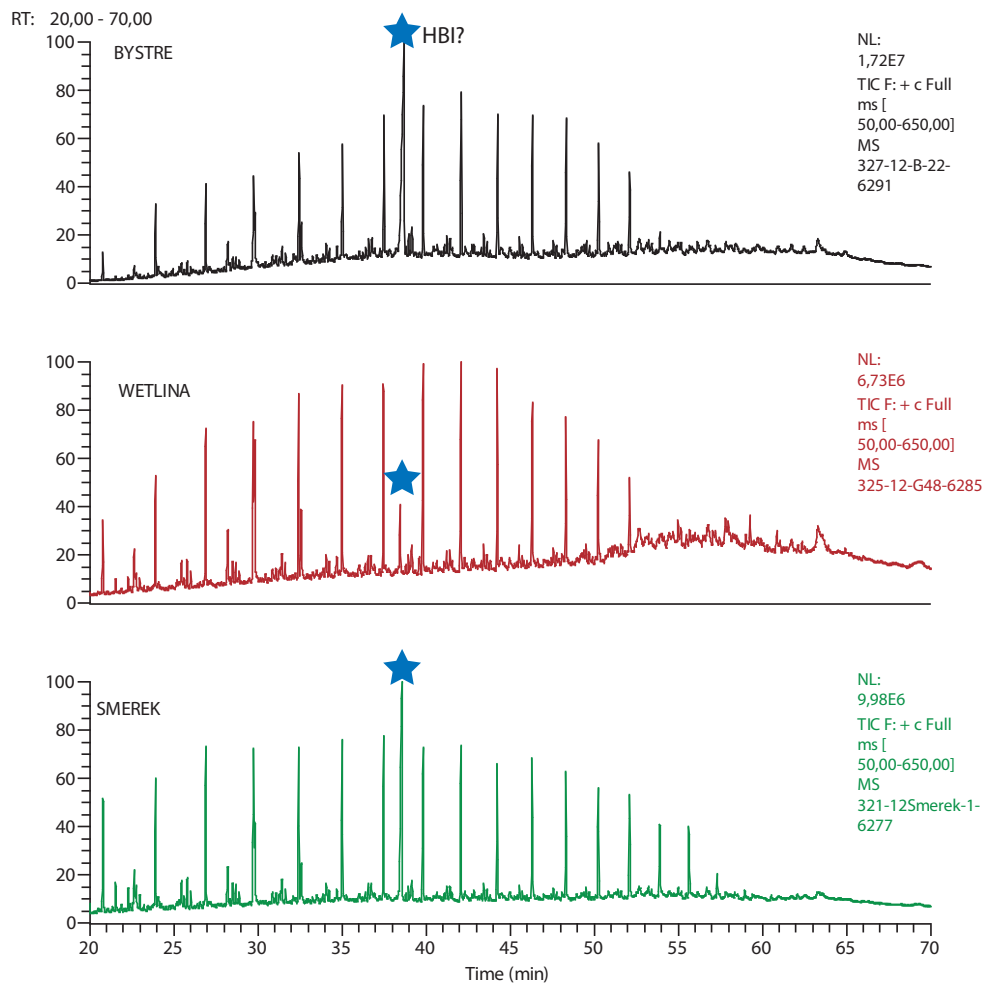 RT: 20,00 - 70,00
HBI?
BYSTRE
100
80
60
40
20
0
NL:
1,72E7
TIC F: + c Full
ms [
50,00-650,00]
MS
327-12-B-22-
6291
WETLINA
100
80
60
40
20
0
NL:
6,73E6
TIC F: + c Full
ms [
50,00-650,00]
MS
325-12-G48-6285
SMEREK
100
80
60
40
20
0
NL:
9,98E6
TIC F: + c Full
ms [
50,00-650,00]
MS
321-12Smerek-1-
6277
20 25 30 35 40 45 50 55 60 65 70
Time (min)